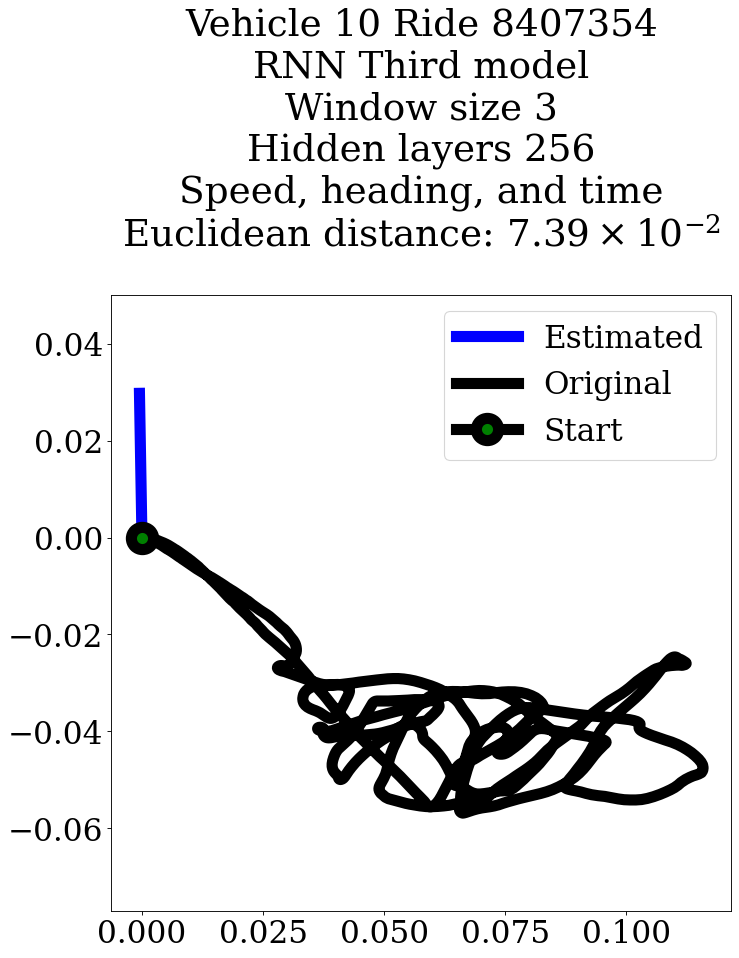 Vehicle 10 Ride 8407354
RNN Third model
Window size 3
Hidden layers 256
Speed, heading, and time
Euclidean distance: 7.39 × 10⁻²
Estimated
Original
Start
0.04
0.02
0.00
−0.02
−0.04
−0.06
0.000 0.025 0.050 0.075 0.100